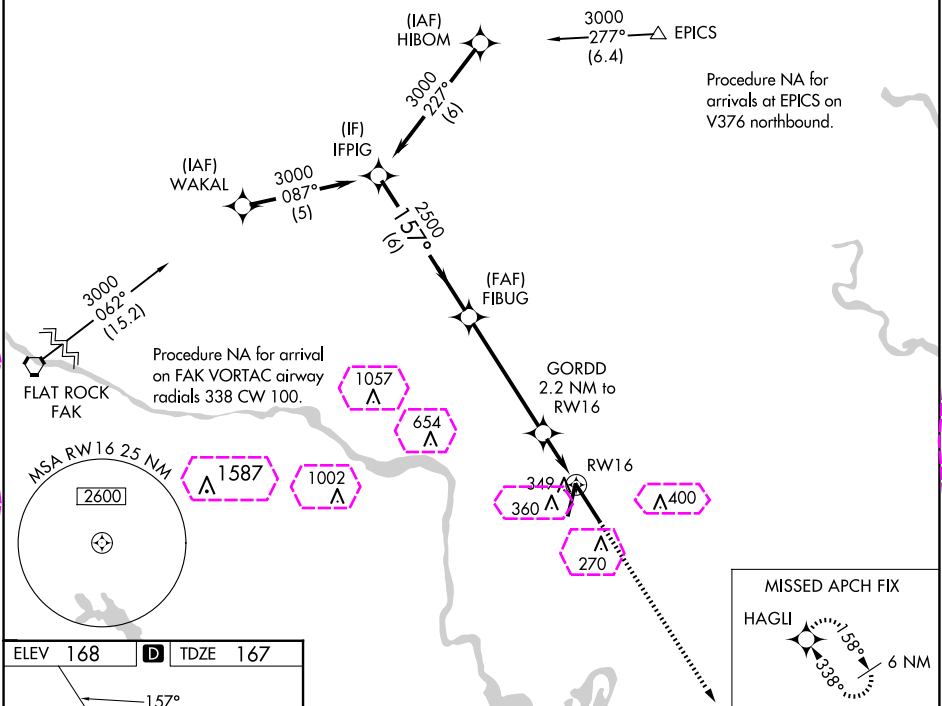 (IAF)
HIBOM
3000
277°
(6.4)
EPICS
Procedure NA for
arrivals at EPICS on
V376 northbound.
3000
227°
(6)
(IF)
IFPIG
(IAF)
WAKAL
3000
087°
(5)
2500
157°
(6)
(FAF)
FIBUG
3000
062°
(15.2)
FLAT ROCK
FAK
Procedure NA for arrival
on FAK VORTAC airway
radials 338 CW 100.
1057
654
GORDD
2.2 NM to
RW16
MSA RW16 25 NM
2600
1587
1002
RW16
349
360
400
270
MISSED APCH FIX
HAGLI
158°
338°
6 NM
ELEV 168
D
TDZE 167
157°